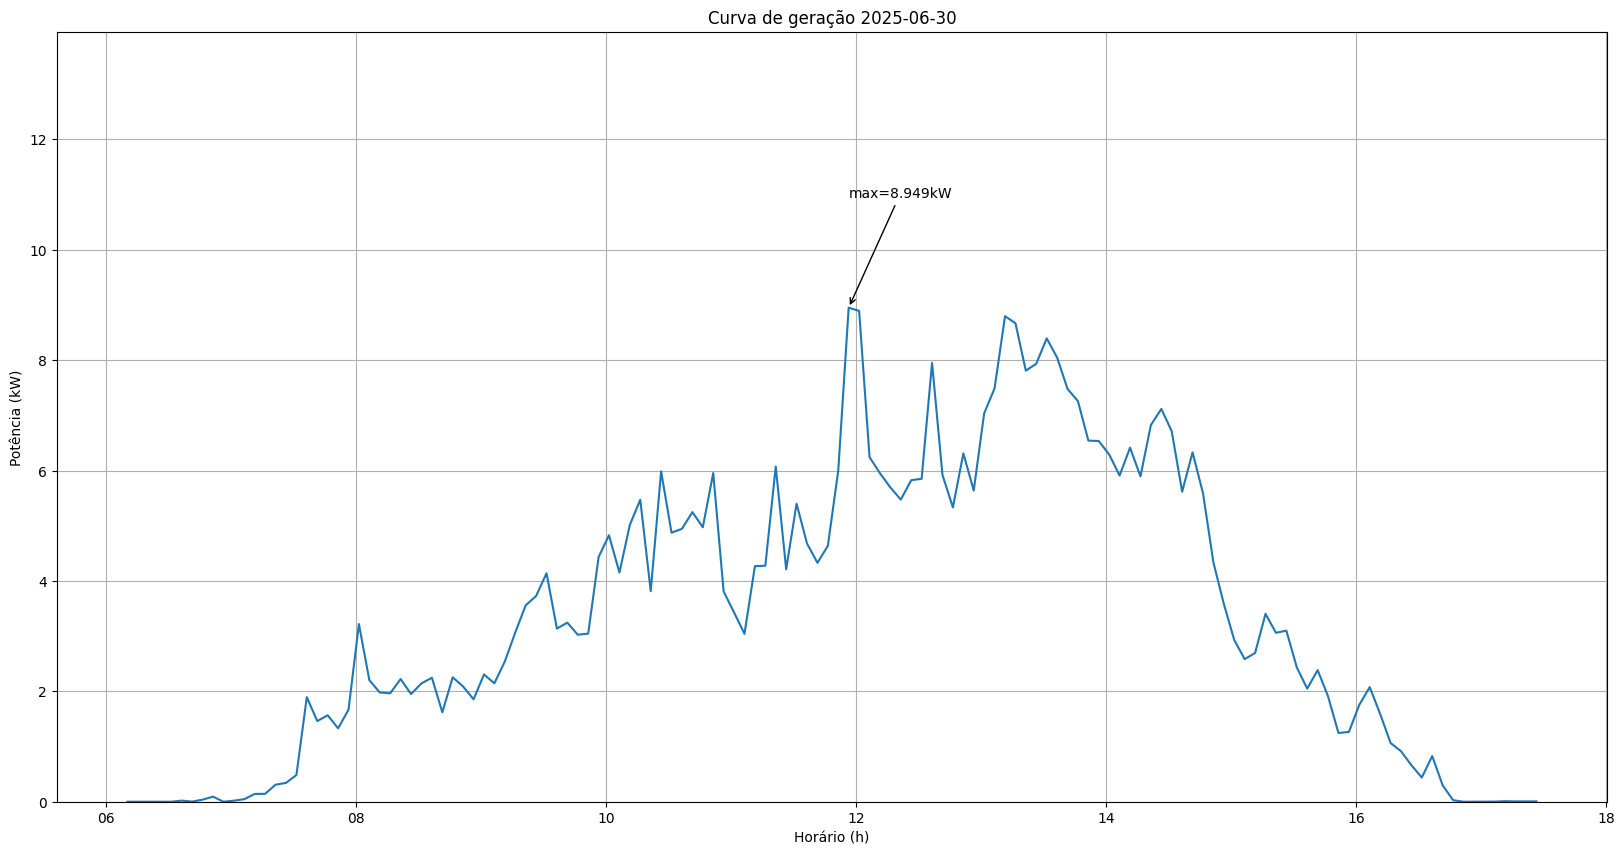 Curva de geração 2025-06-30
12
max=8.949kW
10
8
6
4
2
0
Potência (kW)
06 08 10 12 14 16 18
Horário (h)